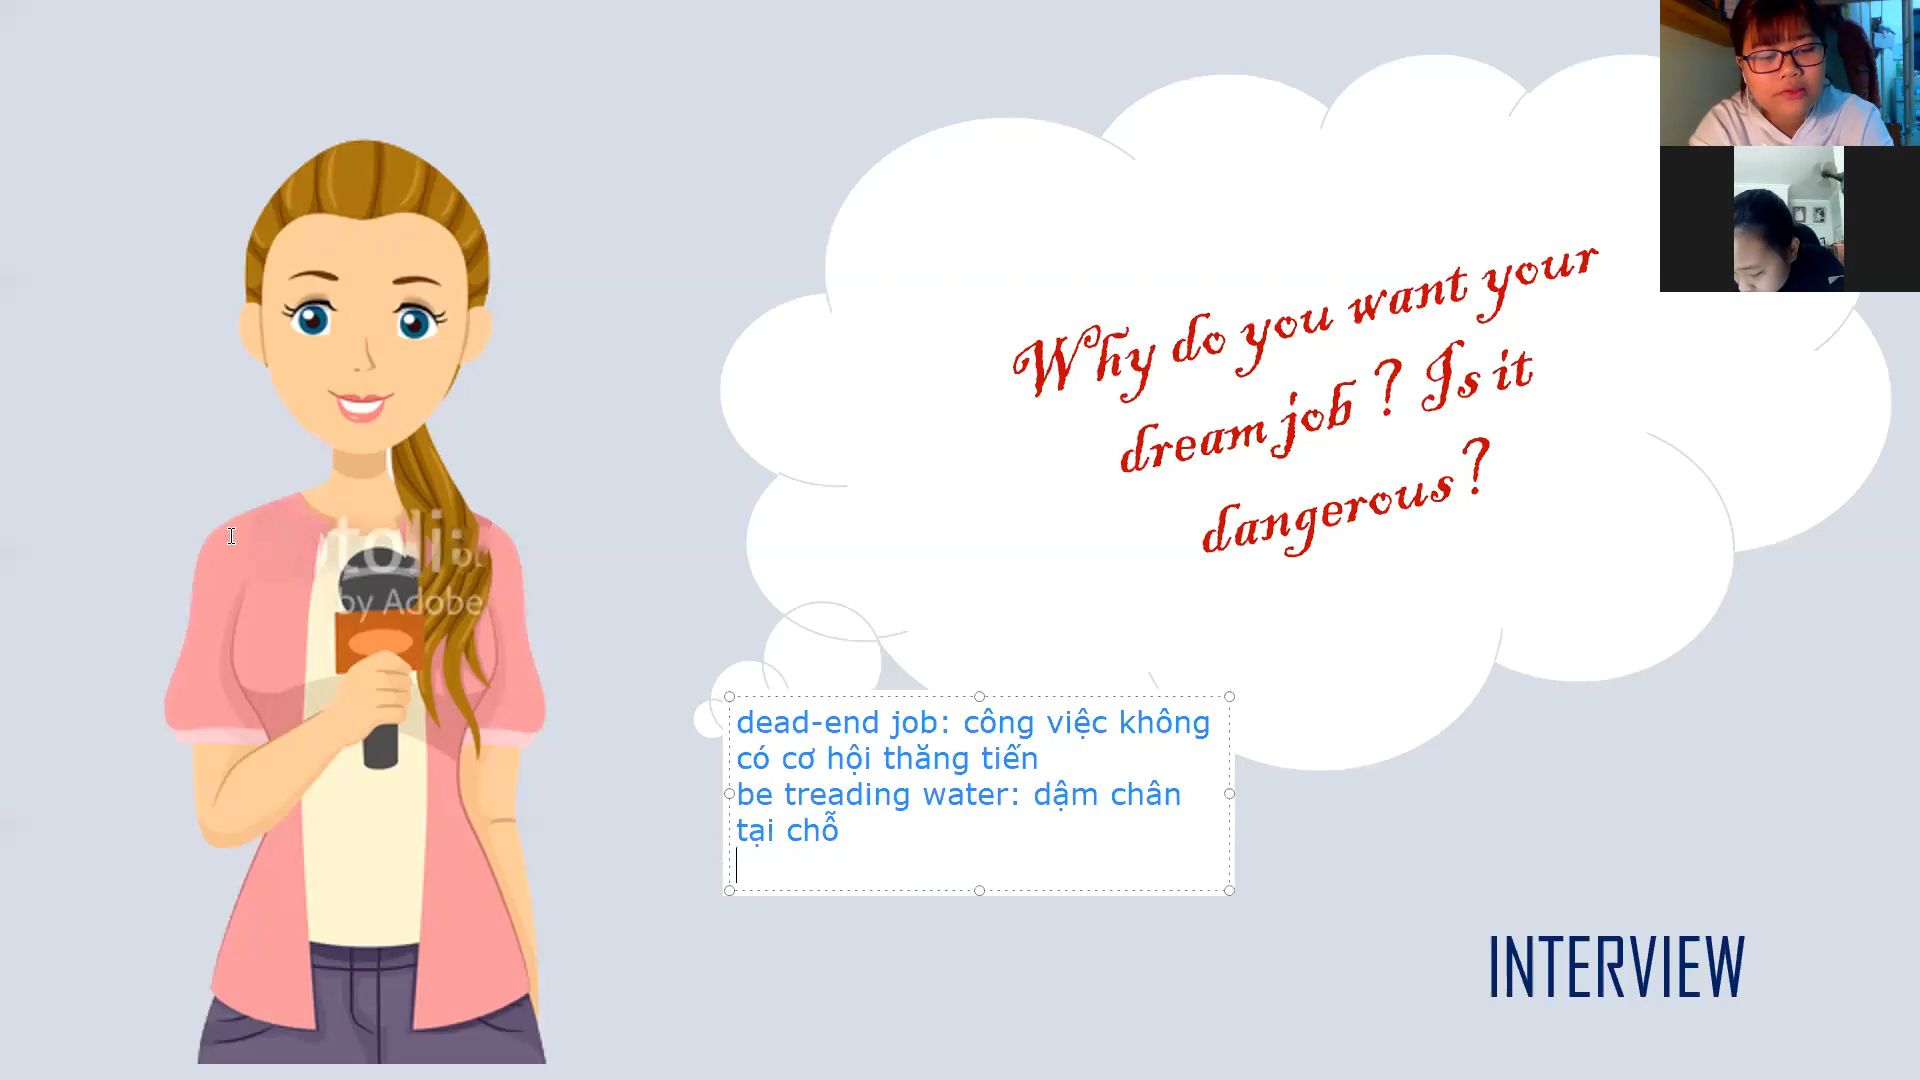 Why do you want your
dream job ? Is it
dangerous?
by Adobe
dead-end job: công việc không
có cơ hội thăng tiến
be treading water: dậm chân
tại chỗ
INTERVIEW